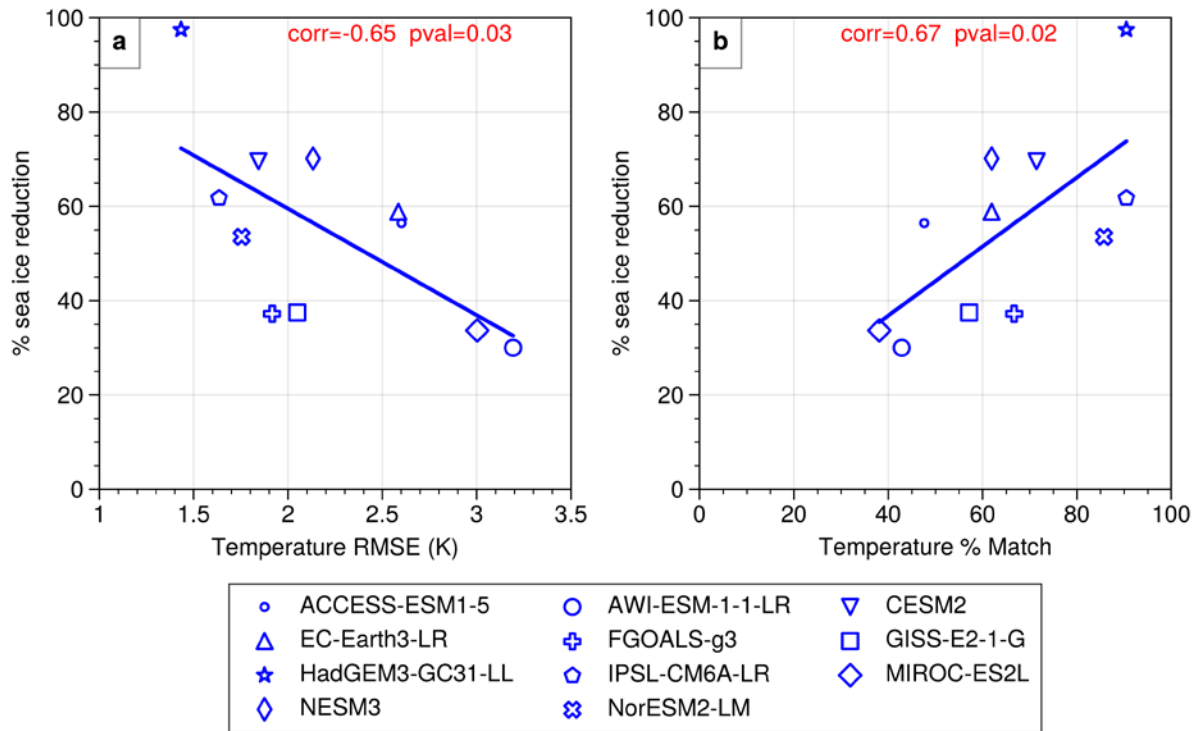 a
corr=-0.65 pval=0.03
% sea ice reduction
100
80
60
40
20
0
1
1.5
2
2.5
3
3.5
Temperature RMSE (K)
b
corr=0.67 pval=0.02
% sea ice reduction
100
80
60
40
20
0
0
20
40
60
80
100
Temperature % Match
ACCESS-ESM1-5
AWI-ESM-1-1-LR
CESM2
EC-Earth3-LR
FGOALS-g3
GISS-E2-1-G
HadGEM3-GC31-LL
IPSL-CM6A-LR
MIROC-ES2L
NESM3
NorESM2-LM